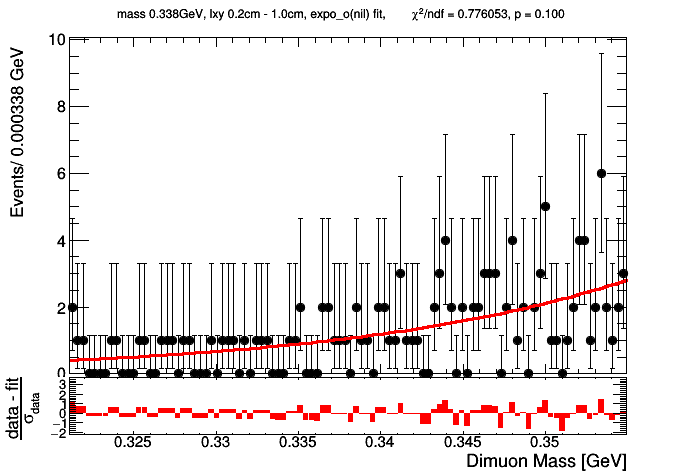 mass 0.338GeV, lxy 0.2cm - 1.0cm, expo_o(nil) fit, χ²/ndf = 0.776053, p = 0.100
Events/ 0.000338 GeV
10
8
6
4
2
0
data - fit
σdata
3
2
1
0
−1
−2
0.325 0.33 0.335 0.34 0.345 0.35
Dimuon Mass [GeV]